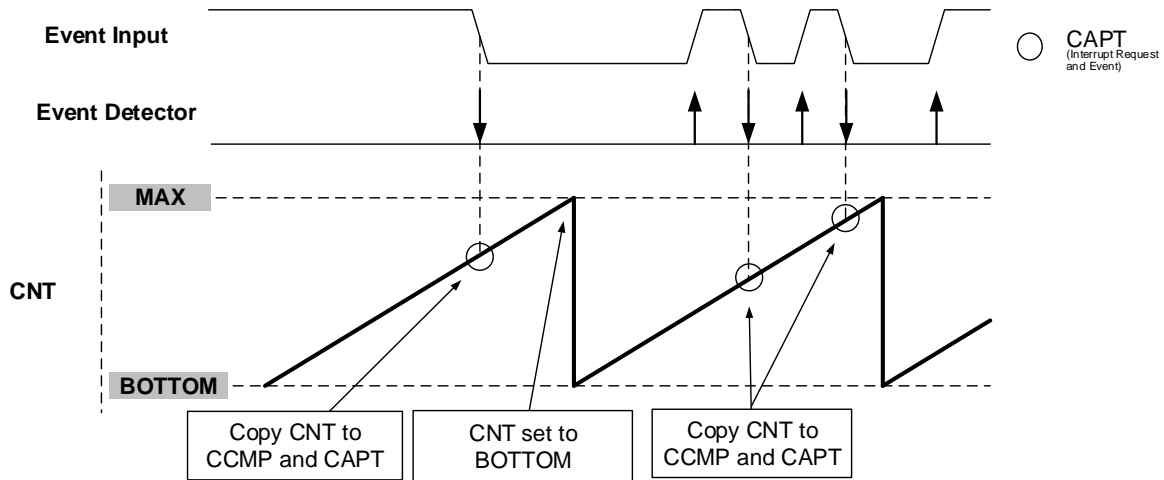 Event Input
CAPT
(Interrupt Request
and Event)
Event Detector
MAX
CNT
BOTTOM
Copy CNT to
CCMP and CAPT
CNT set to
BOTTOM
Copy CNT to
CCMP and CAPT